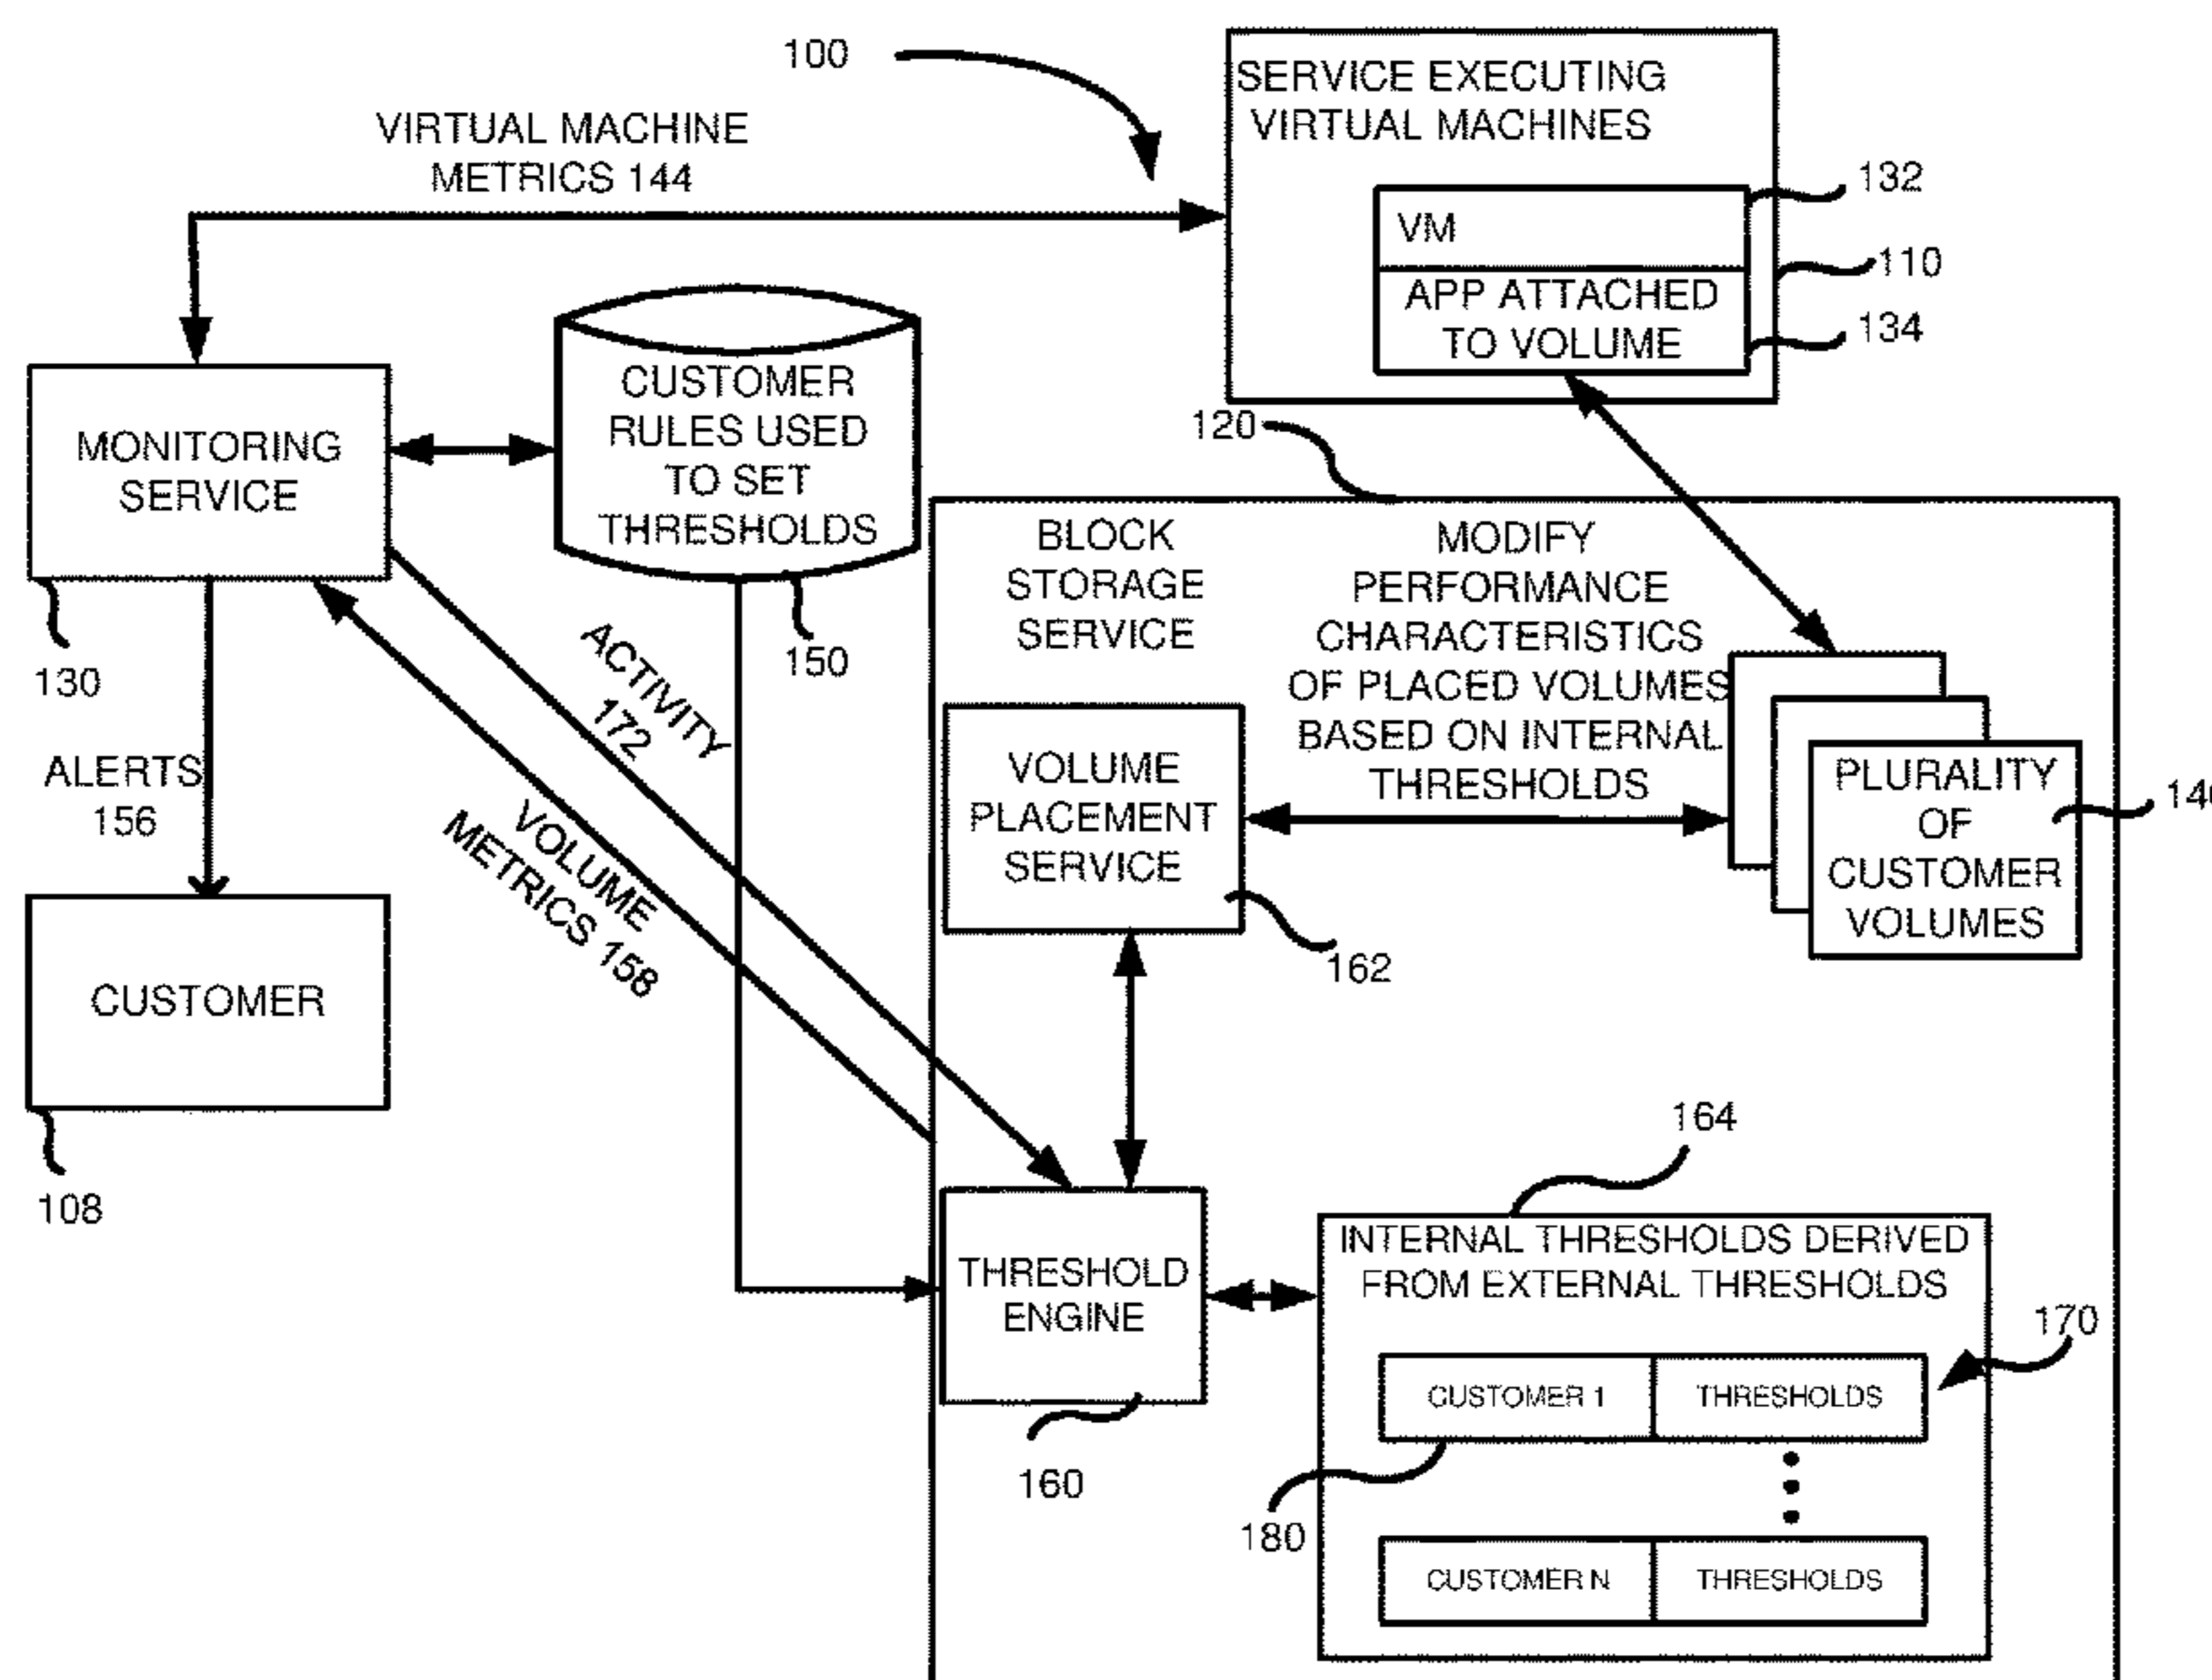 100
SERVICE EXECUTING
VIRTUAL MACHINES
VIRTUAL MACHINE
METRICS 144
132
VM
110
APP ATTACHED
TO VOLUME
134
CUSTOMER
RULES USED
TO SET
THRESHOLDS
150
MONITORING
SERVICE
130
120
BLOCK
STORAGE
SERVICE
MODIFY
PERFORMANCE
CHARACTERISTICS
OF PLACED VOLUMES
BASED ON INTERNAL
THRESHOLDS
ACTIVITY
172
VOLUME
METRICS 158
ALERTS
156
VOLUME
PLACEMENT
SERVICE
162
PLURALITY
OF
CUSTOMER
VOLUMES
CUSTOMER
108
164
THRESHOLD
ENGINE
160
INTERNAL THRESHOLDS DERIVED
FROM EXTERNAL THRESHOLDS
170
CUSTOMER 1
THRESHOLDS
180
CUSTOMER N
THRESHOLDS